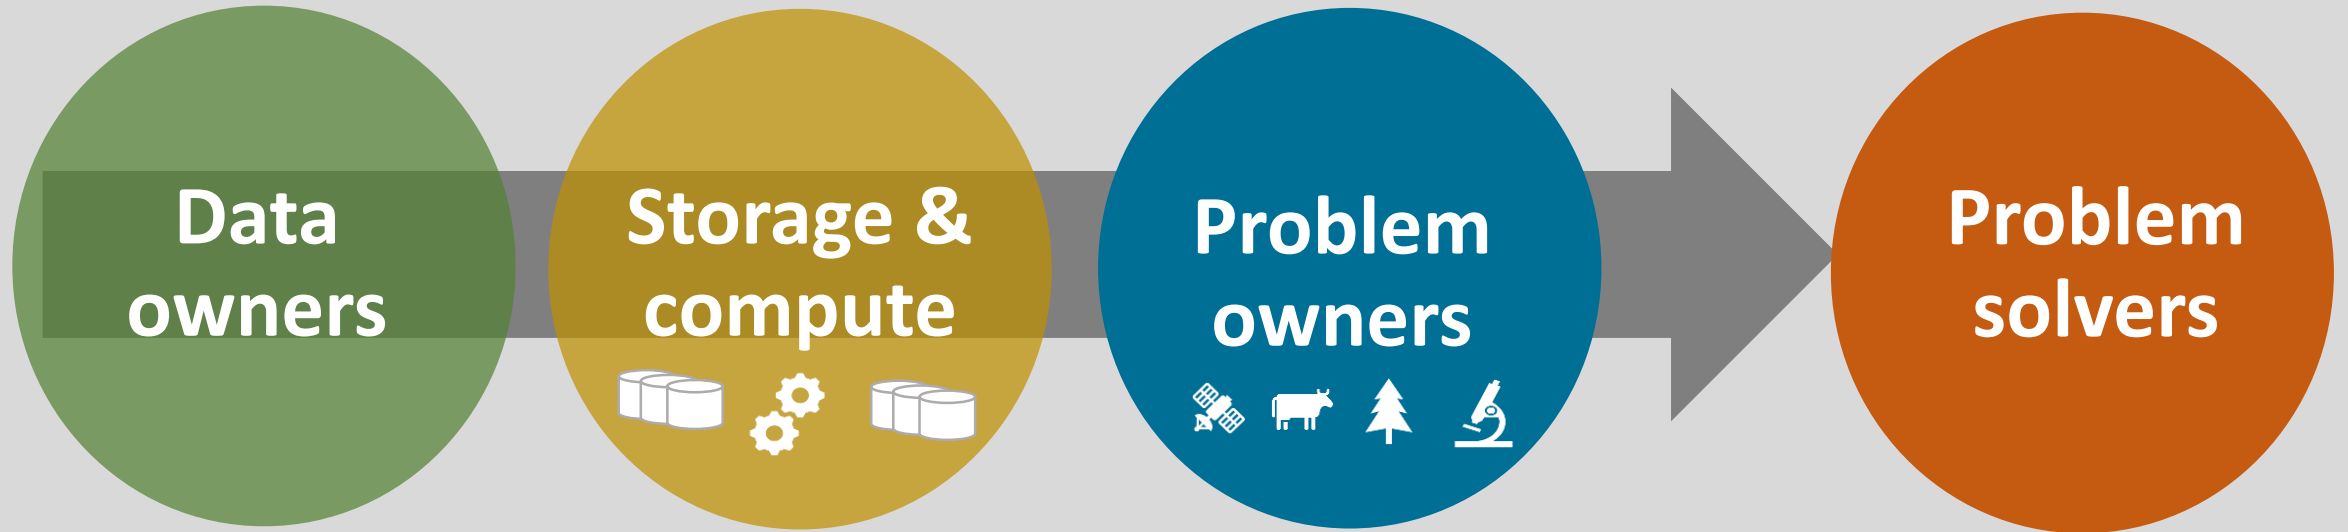 Data
owners
Storage &
compute
Problem
owners
Problem
solvers